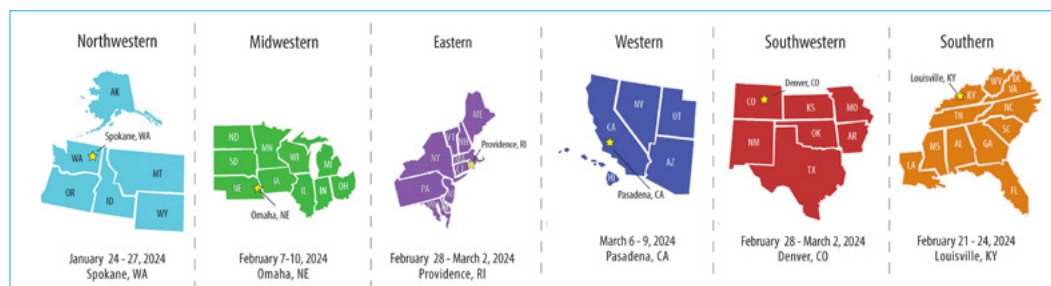 Northwestern
AK
Spokane, WA
WA
MT
OR
ID
WY
January 24 - 27, 2024
Spokane, WA
Midwestern
ND
MN
SD
WI
MI
NE
IA
IL
IN
OH
Omaha, NE
February 7-10, 2024
Omaha, NE
Eastern
ME
VT
NH
NY
Providence, RI
PA
February 28 - March 2, 2024
Providence, RI
Western
NV
UT
CA
AZ
HI
Pasadena, CA
March 6 - 9, 2024
Pasadena, CA
Southwestern
Denver, CO
CO
KS
MO
OK
AR
NM
TX
February 28 - March 2, 2024
Denver, CO
Southern
Louisville, KY
WV
DC
KY
VA
TN
NC
SC
MS
AL
GA
LA
FL
February 21 - 24, 2024
Louisville, KY